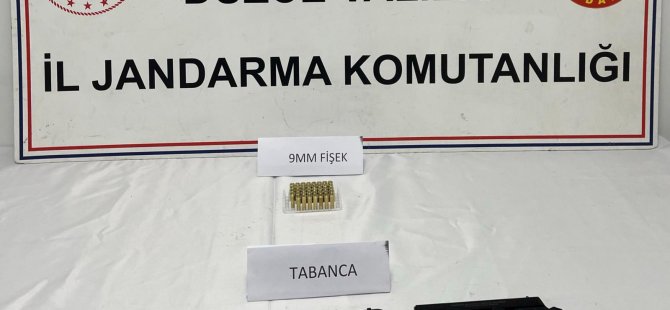 İL JANDARMA KOMUTANLIĞI
9MM FİŞEK
TABANCA